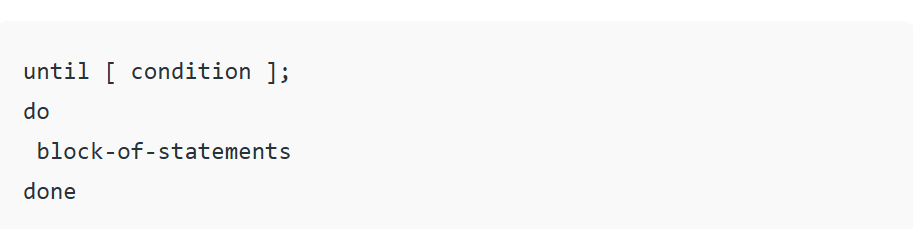 until [ condition ];
do
 block-of-statements
done